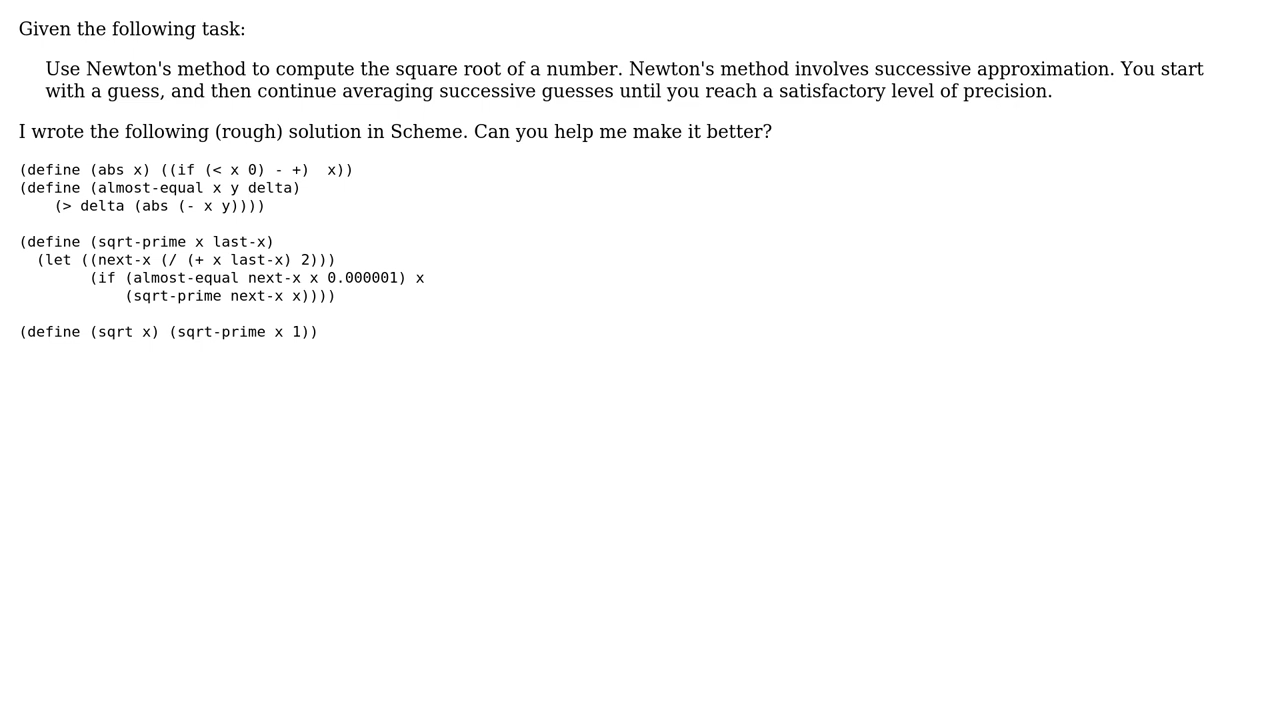 Given the following task:
Use Newton's method to compute the square root of a number. Newton's method involves successive approximation. You start
with a guess, and then continue averaging successive guesses until you reach a satisfactory level of precision.
I wrote the following (rough) solution in Scheme. Can you help me make it better?
(define (abs x) ((if (< x 0) - +)  x))
(define (almost-equal x y delta)
    (> delta (abs (- x y))))
(define (sqrt-prime x last-x)
  (let ((next-x (/ (+ x last-x) 2)))
        (if (almost-equal next-x x 0.000001) x
            (sqrt-prime next-x x))))
(define (sqrt x) (sqrt-prime x 1))